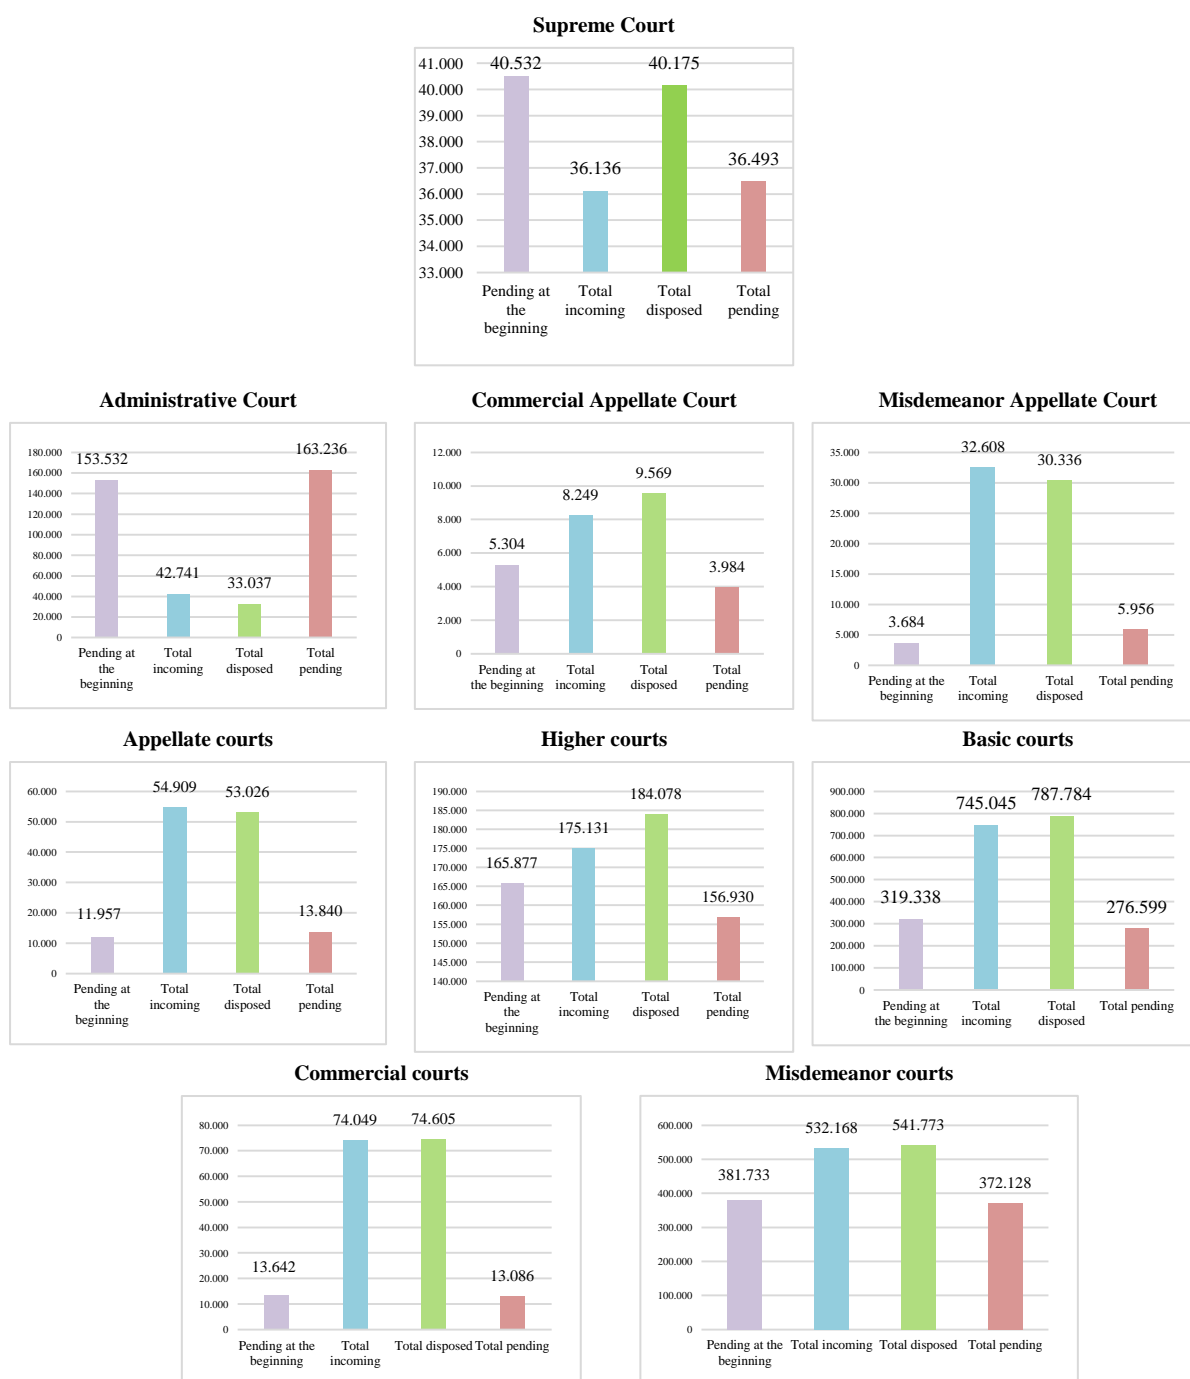 Supreme Court
41.000
40.000
39.000
38.000
37.000
36.000
35.000
34.000
33.000
40.532
36.136
40.175
36.493
Pending at
the
beginning
Total
incoming
Total
disposed
Total
pending
Administrative Court
180.000
160.000
140.000
120.000
100.000
80.000
60.000
40.000
20.000
0
153.532
42.741
33.037
163.236
Pending at
the
beginning
Total
incoming
Total
disposed
Total
pending
Commercial Appellate Court
12.000
10.000
8.000
6.000
4.000
2.000
0
5.304
8.249
9.569
3.984
Pending at
the beginning
Total
incoming
Total
disposed
Total
pending
Misdemeanor Appellate Court
35.000
30.000
25.000
20.000
15.000
10.000
5.000
0
3.684
32.608
30.336
5.956
Pending at the
beginning
Total
incoming
Total
disposed
Total pending
Appellate courts
60.000
50.000
40.000
30.000
20.000
10.000
0
11.957
54.909
53.026
13.840
Pending at
the
beginning
Total
incoming
Total
disposed
Total
pending
Higher courts
190.000
185.000
180.000
175.000
170.000
165.000
160.000
155.000
150.000
145.000
140.000
165.877
175.131
184.078
156.930
Pending at
the
beginning
Total
incoming
Total
disposed
Total
pending
Basic courts
900.000
800.000
700.000
600.000
500.000
400.000
300.000
200.000
100.000
0
319.338
745.045
787.784
276.599
Pending at
the beginning
Total
incoming
Total
disposed
Total pending
Commercial courts
80.000
70.000
60.000
50.000
40.000
30.000
20.000
10.000
0
13.642
74.049
74.605
13.086
Pending at the
beginning
Total
incoming
Total disposed
Total pending
Misdemeanor courts
600.000
500.000
400.000
300.000
200.000
100.000
0
381.733
532.168
541.773
372.128
Pending at the
beginning
Total incoming
Total disposed
Total pending